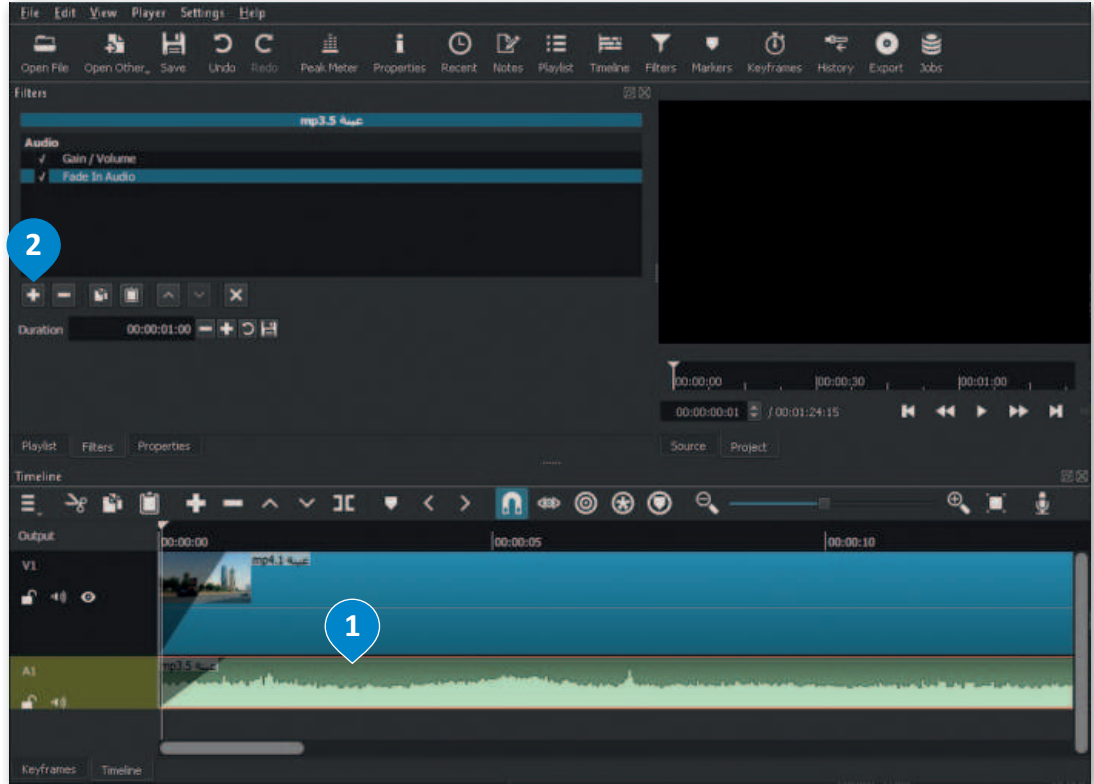 File Edit View Player Settings Help
Open File Open Other Save Undo Redo Peak Meter Properties Recent Notes Playlist Timeline Filters Markers Keyframes History Export Jobs
Filters
عينة mp3.5
Audio
✓ Gain / Volume
✓ Fade In Audio
2
Duration 00:00:01:00
00:00:00 00:00:30 00:01:00
00:00:00:01 / 00:01:24:15
Playlist Filters Properties
Source Project
Timeline
Output 00:00:00 00:00:05 00:00:10
V1 عينة mp4.1
1
A1 عينة mp3.5
Keyframes Timeline